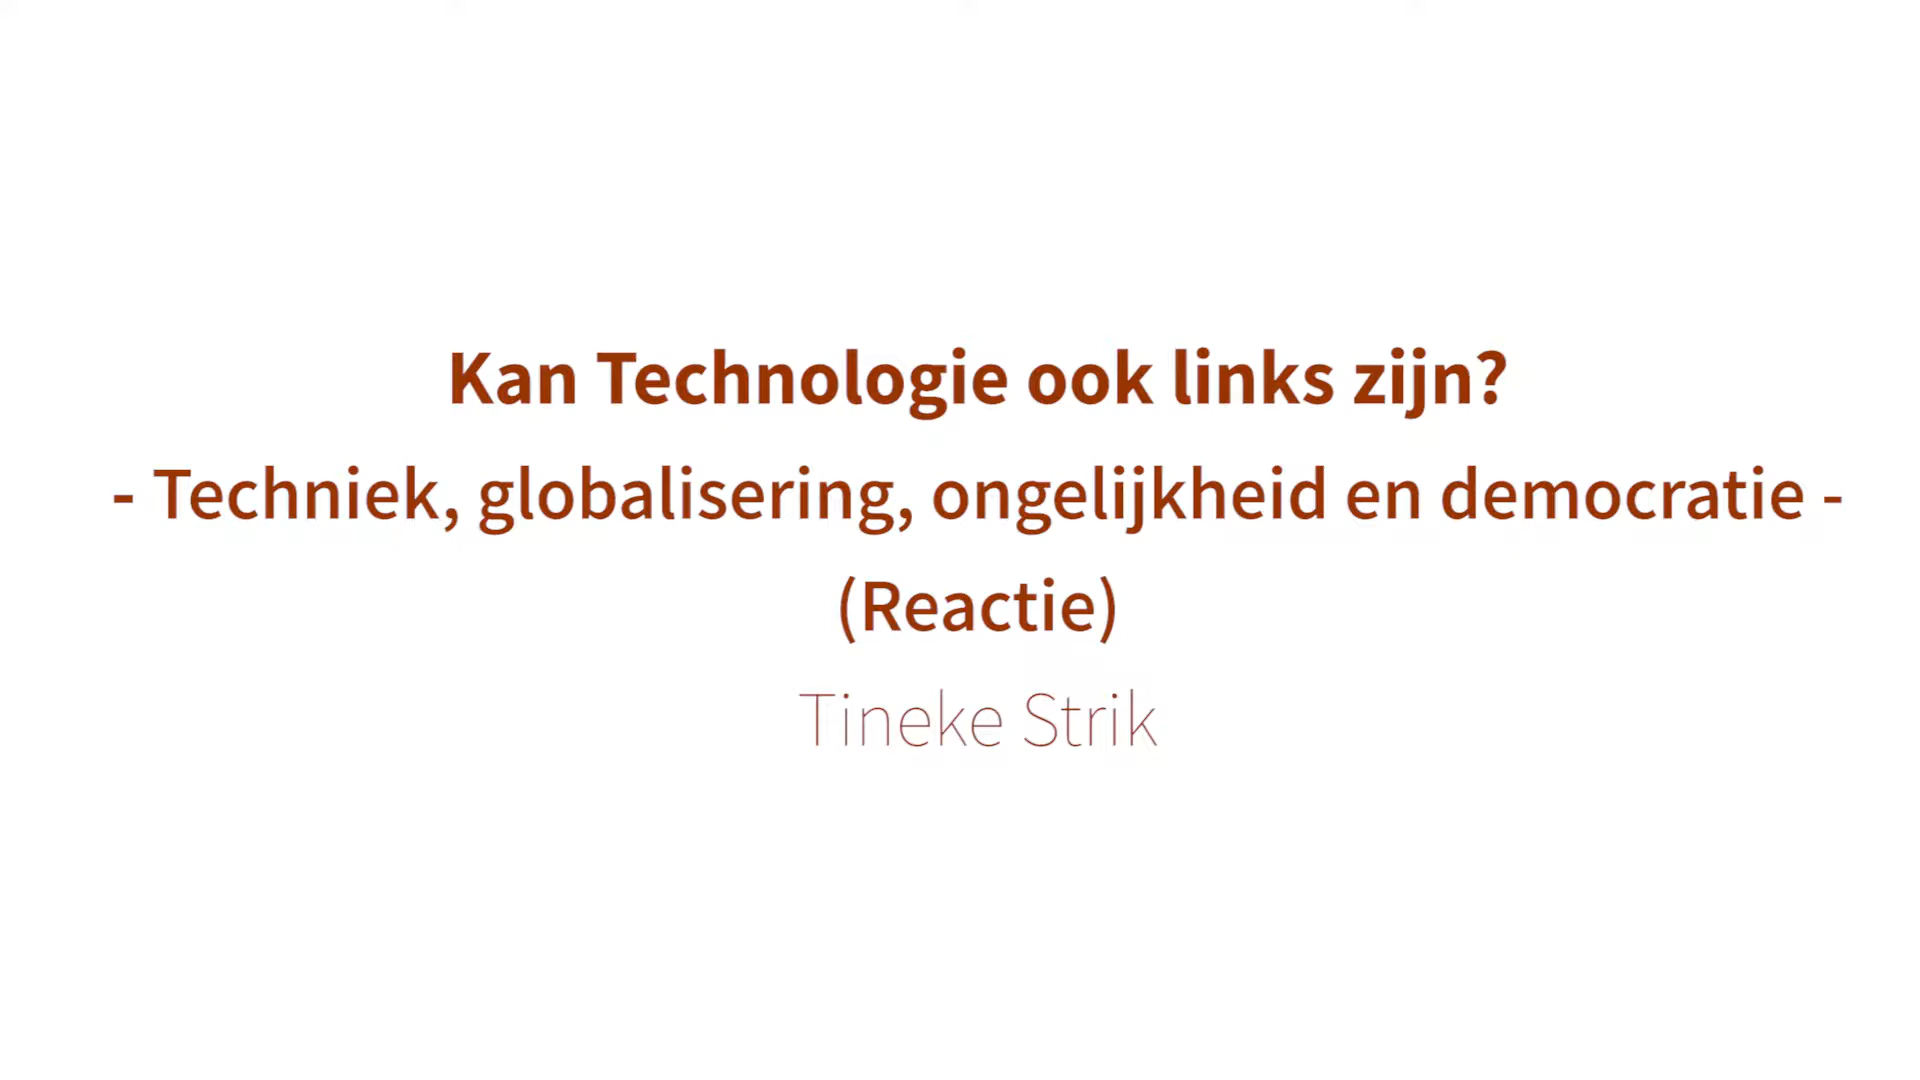 Kan Technologie ook links zijn?
- Techniek, globalisering, ongelijkheid en democratie -
(Reactie)
Tineke Strik